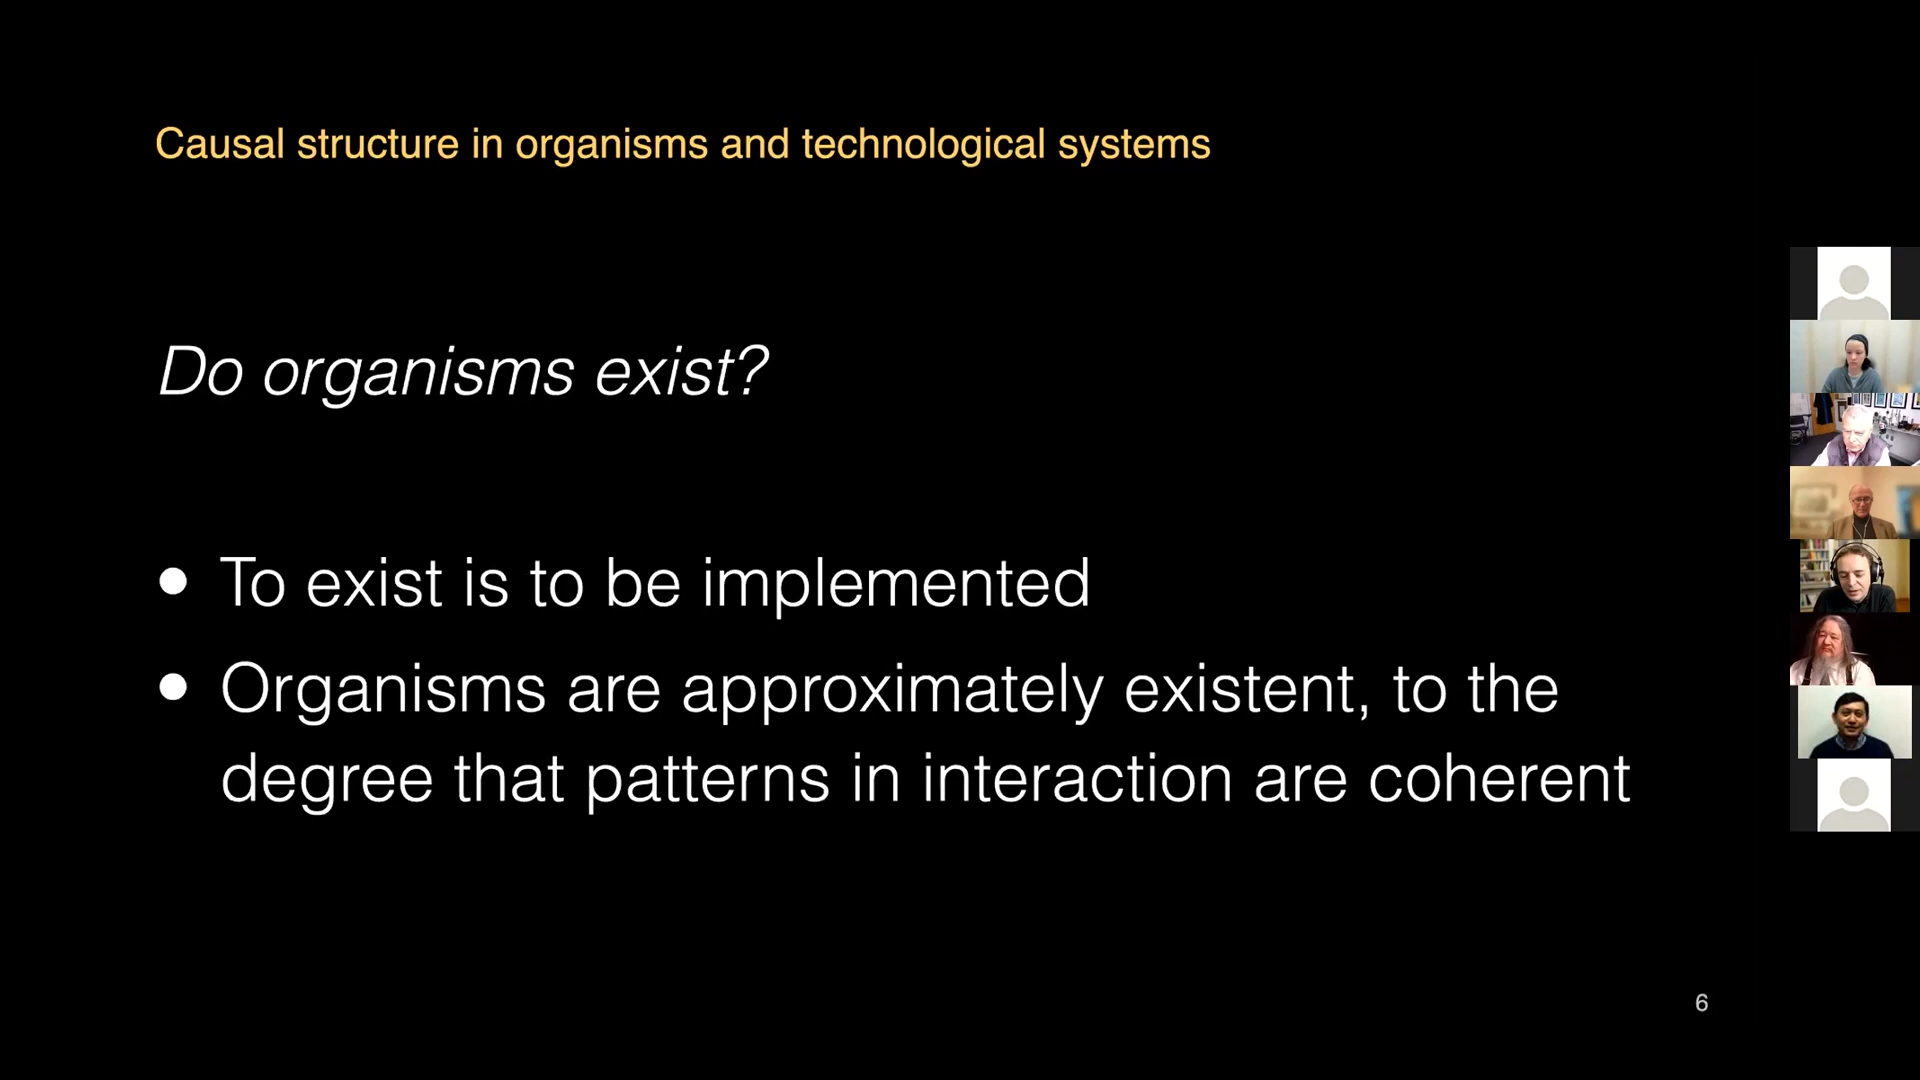 Causal structure in organisms and technological systems
Do organisms exist?
• To exist is to be implemented
• Organisms are approximately existent, to the
degree that patterns in interaction are coherent
6